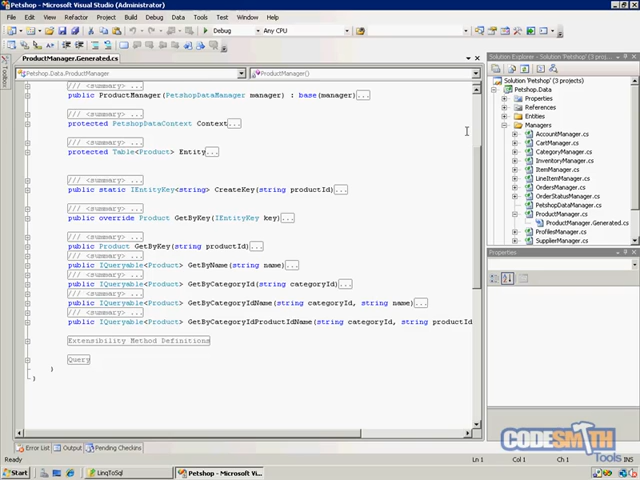 Petshop - Microsoft Visual Studio (Administrator)
File Edit View Refactor Project Build Debug Data Tools Test Window Help
Debug Any CPU
ProductManager.Generated.cs
Petshop.Data.ProductManager ProductManager()
/// <summary> ...
public ProductManager(PetshopDataManager manager) : base(manager)...
/// <summary> ...
protected PetshopDataContext Context...
/// <summary> ...
protected Table<Product> Entity...
/// <summary> ...
public static IEntityKey<string> CreateKey(string productId)...
/// <summary> ...
public override Product GetByKey(IEntityKey key)...
/// <summary> ...
public Product GetByKey(string productId)...
/// <summary> ...
public IQueryable<Product> GetByName(string name)...
/// <summary> ...
public IQueryable<Product> GetByCategoryId(string categoryId)...
/// <summary> ...
public IQueryable<Product> GetByCategoryIdName(string categoryId, string name)...
/// <summary> ...
public IQueryable<Product> GetByCategoryIdProductIdName(string categoryId, string productId
Extensibility Method Definitions
Query
}
}
Toolbox
Solution Explorer - Petshop (3 pro...
Solution 'Petshop' (3 projects)
Petshop.Data
Properties
References
Entities
Managers
AccountManager.cs
CartManager.cs
CategoryManager.cs
InventoryManager.cs
ItemManager.cs
LineItemManager.cs
OrdersManager.cs
OrderStatusManager.cs
PetshopDataManager.cs
ProductManager.cs
ProductManager.Generated.cs
ProfilesManager.cs
SupplierManager.cs
Properties
CODESMITH
Tools
Error List Output Pending Checkins
Ready Ln 1 Col 1 Ch 1 INS
Start LinqToSql Petshop - Microsoft Vi...